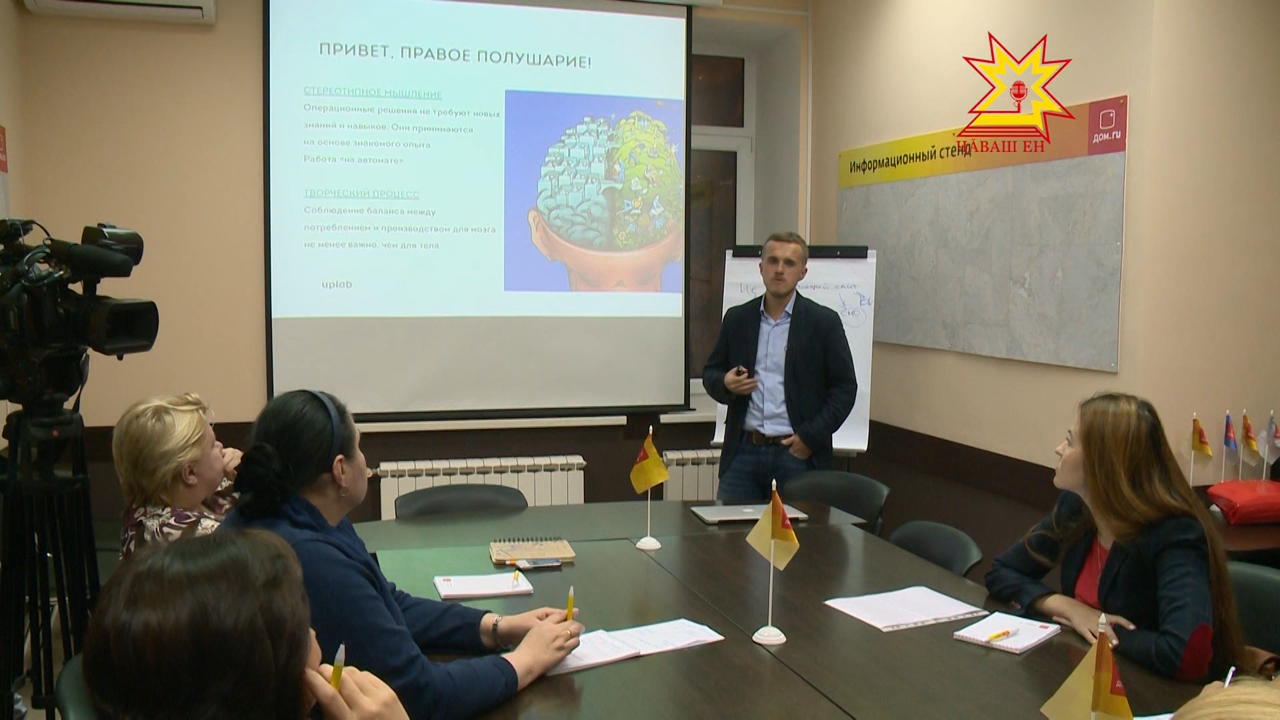 ПРИВЕТ, ПРАВОЕ ПОЛУШАРИЕ!
СТЕРЕОТИПНОЕ МЫШЛЕНИЕ
Операционные решения не требуют новых
знаний и навыков. Они принимаются
на основе знакомого опыта.
Работа «на автомате»
ТВОРЧЕСКИЙ ПРОЦЕСС
Соблюдение баланса между
потреблением и производством для мозга
не менее важно, чем для тела
uplab
Информационный стенд
ДОМ.RU
ЧĂВАШ ЕН